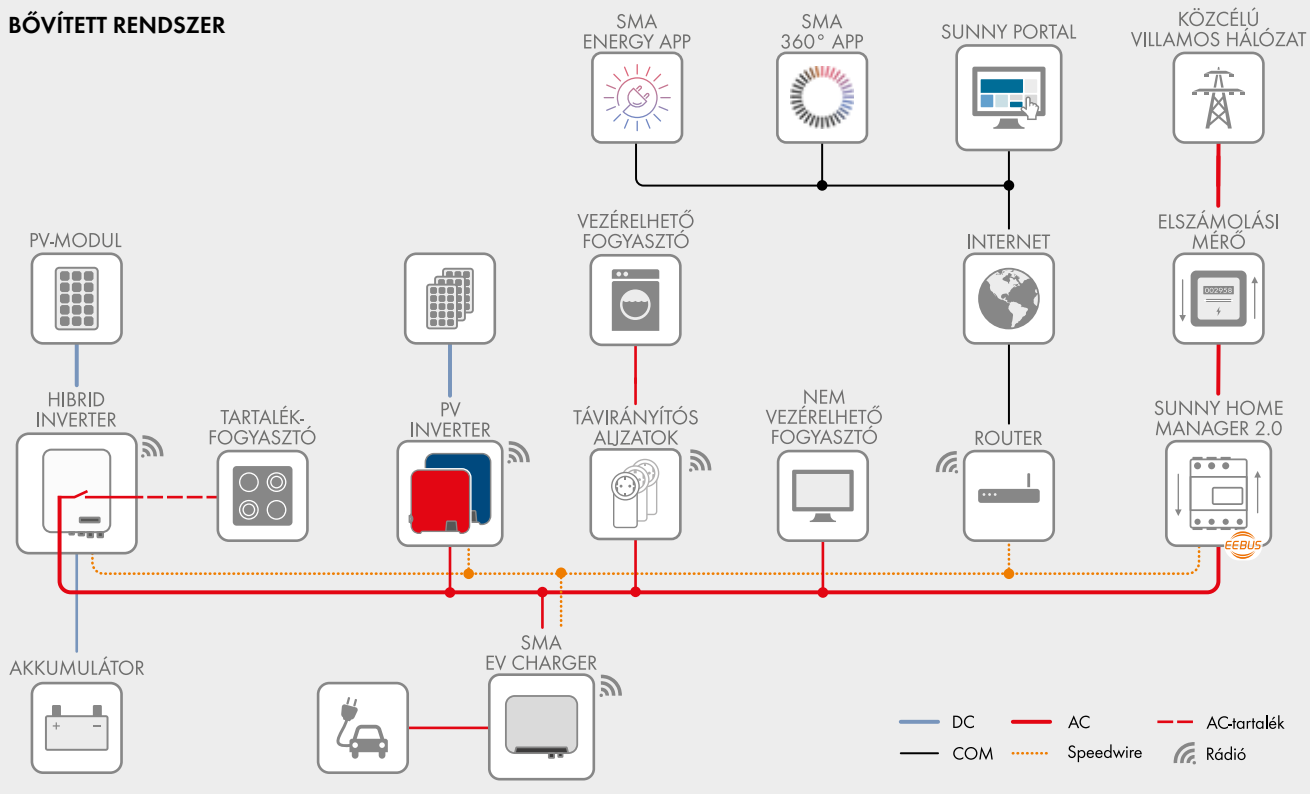 BŐVÍTETT RENDSZER
SMA
ENERGY APP
SMA
360° APP
SUNNY PORTAL
KÖZCÉLÚ
VILLAMOS HÁLÓZAT
PV-MODUL
VEZÉRELHETŐ
FOGYASZTÓ
INTERNET
ELSZÁMOLÁSI
MÉRŐ
002958
HIBRID
INVERTER
TARTALÉK-
FOGYASZTÓ
PV
INVERTER
TÁVIRÁNYÍTÓS
ALJZATOK
NEM
VEZÉRELHETŐ
FOGYASZTÓ
ROUTER
SUNNY HOME
MANAGER 2.0
EEBUS
AKKUMULÁTOR
SMA
EV CHARGER
DC
AC
AC-tartalék
COM
Speedwire
Rádió